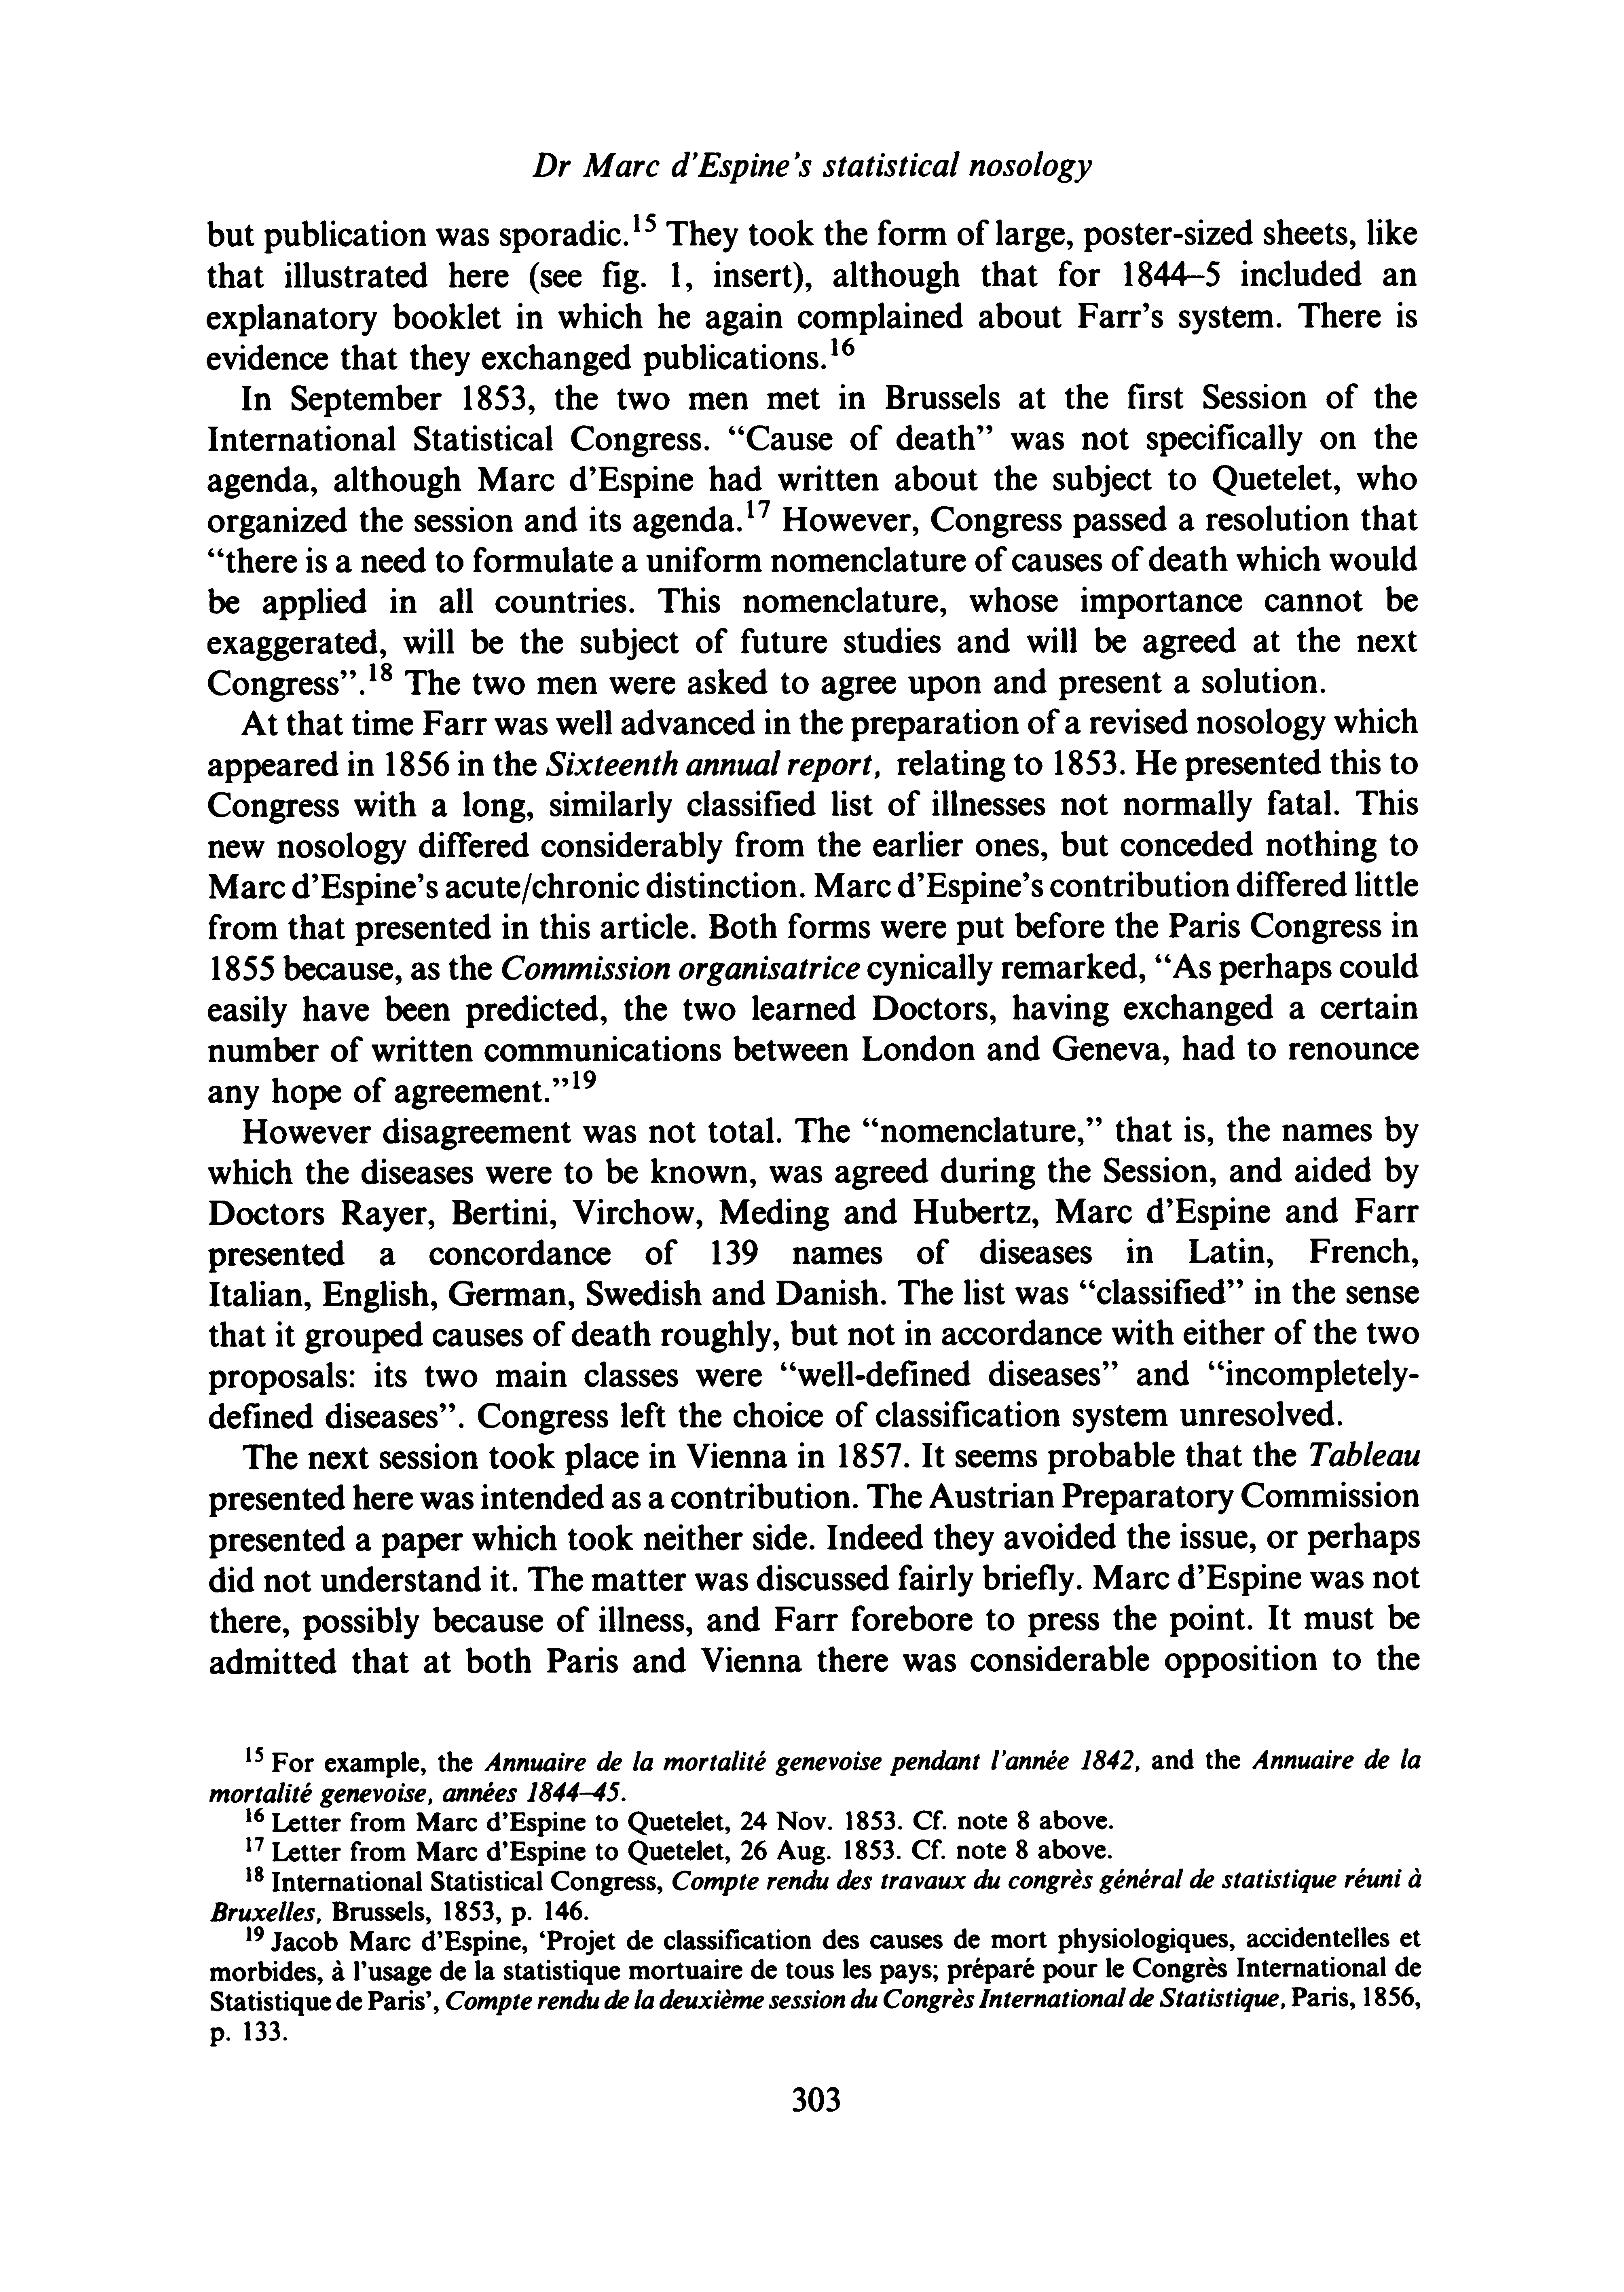 Dr Marc d'Espine's statistical nosology
but publication was sporadic.15 They took the form of large, poster-sized sheets, like
that illustrated here (see fig. 1, insert), although that for 1844–5 included an
explanatory booklet in which he again complained about Farr's system. There is
evidence that they exchanged publications.16
In September 1853, the two men met in Brussels at the first Session of the
International Statistical Congress. “Cause of death” was not specifically on the
agenda, although Marc d'Espine had written about the subject to Quetelet, who
organized the session and its agenda.17 However, Congress passed a resolution that
“there is a need to formulate a uniform nomenclature of causes of death which would
be applied in all countries. This nomenclature, whose importance cannot be
exaggerated, will be the subject of future studies and will be agreed at the next
Congress”.18 The two men were asked to agree upon and present a solution.
At that time Farr was well advanced in the preparation of a revised nosology which
appeared in 1856 in the Sixteenth annual report, relating to 1853. He presented this to
Congress with a long, similarly classified list of illnesses not normally fatal. This
new nosology differed considerably from the earlier ones, but conceded nothing to
Marc d'Espine's acute/chronic distinction. Marc d'Espine's contribution differed little
from that presented in this article. Both forms were put before the Paris Congress in
1855 because, as the Commission organisatrice cynically remarked, “As perhaps could
easily have been predicted, the two learned Doctors, having exchanged a certain
number of written communications between London and Geneva, had to renounce
any hope of agreement.”19
However disagreement was not total. The “nomenclature,” that is, the names by
which the diseases were to be known, was agreed during the Session, and aided by
Doctors Rayer, Bertini, Virchow, Meding and Hubertz, Marc d'Espine and Farr
presented a concordance of 139 names of diseases in Latin, French,
Italian, English, German, Swedish and Danish. The list was “classified” in the sense
that it grouped causes of death roughly, but not in accordance with either of the two
proposals: its two main classes were “well-defined diseases” and “incompletely-
defined diseases”. Congress left the choice of classification system unresolved.
The next session took place in Vienna in 1857. It seems probable that the Tableau
presented here was intended as a contribution. The Austrian Preparatory Commission
presented a paper which took neither side. Indeed they avoided the issue, or perhaps
did not understand it. The matter was discussed fairly briefly. Marc d'Espine was not
there, possibly because of illness, and Farr forebore to press the point. It must be
admitted that at both Paris and Vienna there was considerable opposition to the
15 For example, the Annuaire de la mortalité genevoise pendant l'année 1842, and the Annuaire de la
mortalité genevoise, années 1844–45.
16 Letter from Marc d'Espine to Quetelet, 24 Nov. 1853. Cf. note 8 above.
17 Letter from Marc d'Espine to Quetelet, 26 Aug. 1853. Cf. note 8 above.
18 International Statistical Congress, Compte rendu des travaux du congrès général de statistique réuni à
Bruxelles, Brussels, 1853, p. 146.
19 Jacob Marc d'Espine, ‘Projet de classification des causes de mort physiologiques, accidentelles et
morbides, à l'usage de la statistique mortuaire de tous les pays; préparé pour le Congrès International de
Statistique de Paris’, Compte rendu de la deuxième session du Congrès International de Statistique, Paris, 1856,
p. 133.
303